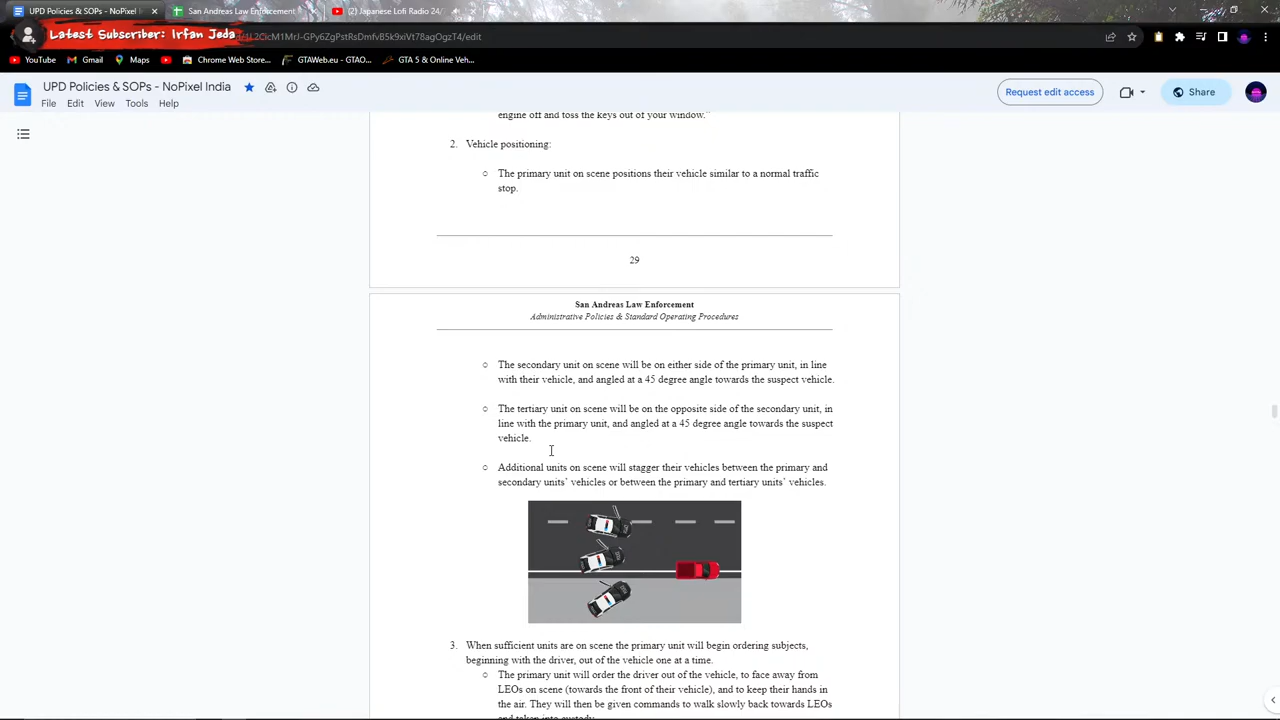 UPD Policies & SOPs - NoPixel I
San Andreas Law Enforcement
(2) Japanese Lofi Radio 24/7
Latest Subscriber: Irfan Jeda
1L2CicM1MrJ-GPy6ZgPstRsDmfvB5k9xiVt78agOgzT4/edit
YouTube
Gmail
Maps
Chrome Web Store...
GTAWeb.eu - GTAO...
GTA 5 & Online Veh...
UPD Policies & SOPs - NoPixel India
File Edit View Tools Help
Request edit access
Share
engine off and toss the keys out of your window."
2. Vehicle positioning:
○ The primary unit on scene positions their vehicle similar to a normal traffic
stop.
29
San Andreas Law Enforcement
Administrative Policies & Standard Operating Procedures
○ The secondary unit on scene will be on either side of the primary unit, in line
with their vehicle, and angled at a 45 degree angle towards the suspect vehicle.
○ The tertiary unit on scene will be on the opposite side of the secondary unit, in
line with the primary unit, and angled at a 45 degree angle towards the suspect
vehicle.
○ Additional units on scene will stagger their vehicles between the primary and
secondary units' vehicles or between the primary and tertiary units' vehicles.
3. When sufficient units are on scene the primary unit will begin ordering subjects,
beginning with the driver, out of the vehicle one at a time.
○ The primary unit will order the driver out of the vehicle, to face away from
LEOs on scene (towards the front of their vehicle), and to keep their hands in
the air. They will then be given commands to walk slowly back towards LEOs
and taken into custody.